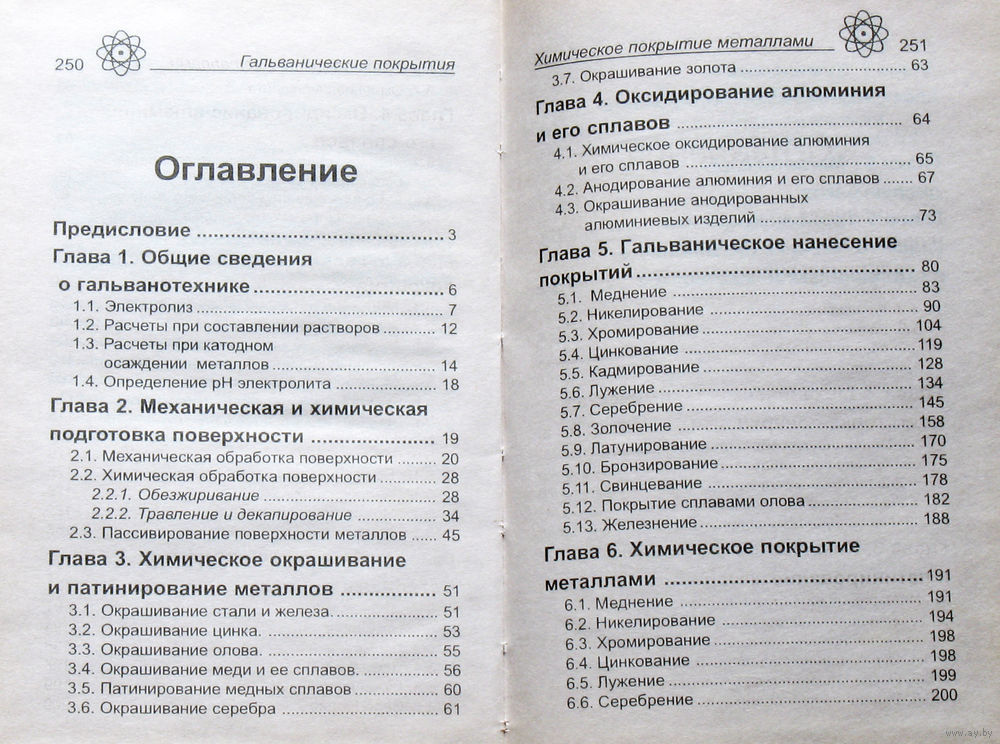 250 Гальванические покрытия
Оглавление
Предисловие ........ 3
Глава 1. Общие сведения
о гальванотехнике ........ 6
1.1. Электролиз ........ 7
1.2. Расчеты при составлении растворов ........ 12
1.3. Расчеты при катодном
осаждении металлов ........ 14
1.4. Определение рН электролита ........ 18
Глава 2. Механическая и химическая
подготовка поверхности ........ 19
2.1. Механическая обработка поверхности ........ 20
2.2. Химическая обработка поверхности ........ 28
2.2.1. Обезжиривание ........ 28
2.2.2. Травление и декапирование ........ 34
2.3. Пассивирование поверхности металлов ...... 45
Глава 3. Химическое окрашивание
и патинирование металлов ........ 51
3.1. Окрашивание стали и железа ........ 51
3.2. Окрашивание цинка. ........ 53
3.3. Окрашивание олова. ........ 55
3.4. Окрашивание меди и ее сплавов. ........ 56
3.5. Патинирование медных сплавов ........ 60
3.6. Окрашивание серебра ........ 61
Химическое покрытие металлами 251
3.7. Окрашивание золота ........ 63
Глава 4. Оксидирование алюминия
и его сплавов ........ 64
4.1. Химическое оксидирование алюминия
и его сплавов ........ 65
4.2. Анодирование алюминия и его сплавов ....... 67
4.3. Окрашивание анодированных
алюминиевых изделий ........ 73
Глава 5. Гальваническое нанесение
покрытий ........ 80
5.1. Меднение ........ 83
5.2. Никелирование ........ 90
5.3. Хромирование ........ 104
5.4. Цинкование ........ 119
5.5. Кадмирование ........ 128
5.6. Лужение ........ 134
5.7. Серебрение ........ 145
5.8. Золочение ........ 158
5.9. Латунирование ........ 170
5.10. Бронзирование ........ 175
5.11. Свинцевание ........ 178
5.12. Покрытие сплавами олова ........ 182
5.13. Железнение ........ 188
Глава 6. Химическое покрытие
металлами ........ 191
6.1. Меднение ........ 191
6.2. Никелирование ........ 194
6.3. Хромирование ........ 198
6.4. Цинкование ........ 198
6.5. Лужение ........ 199
6.6. Серебрение ........ 200
www.ay.by